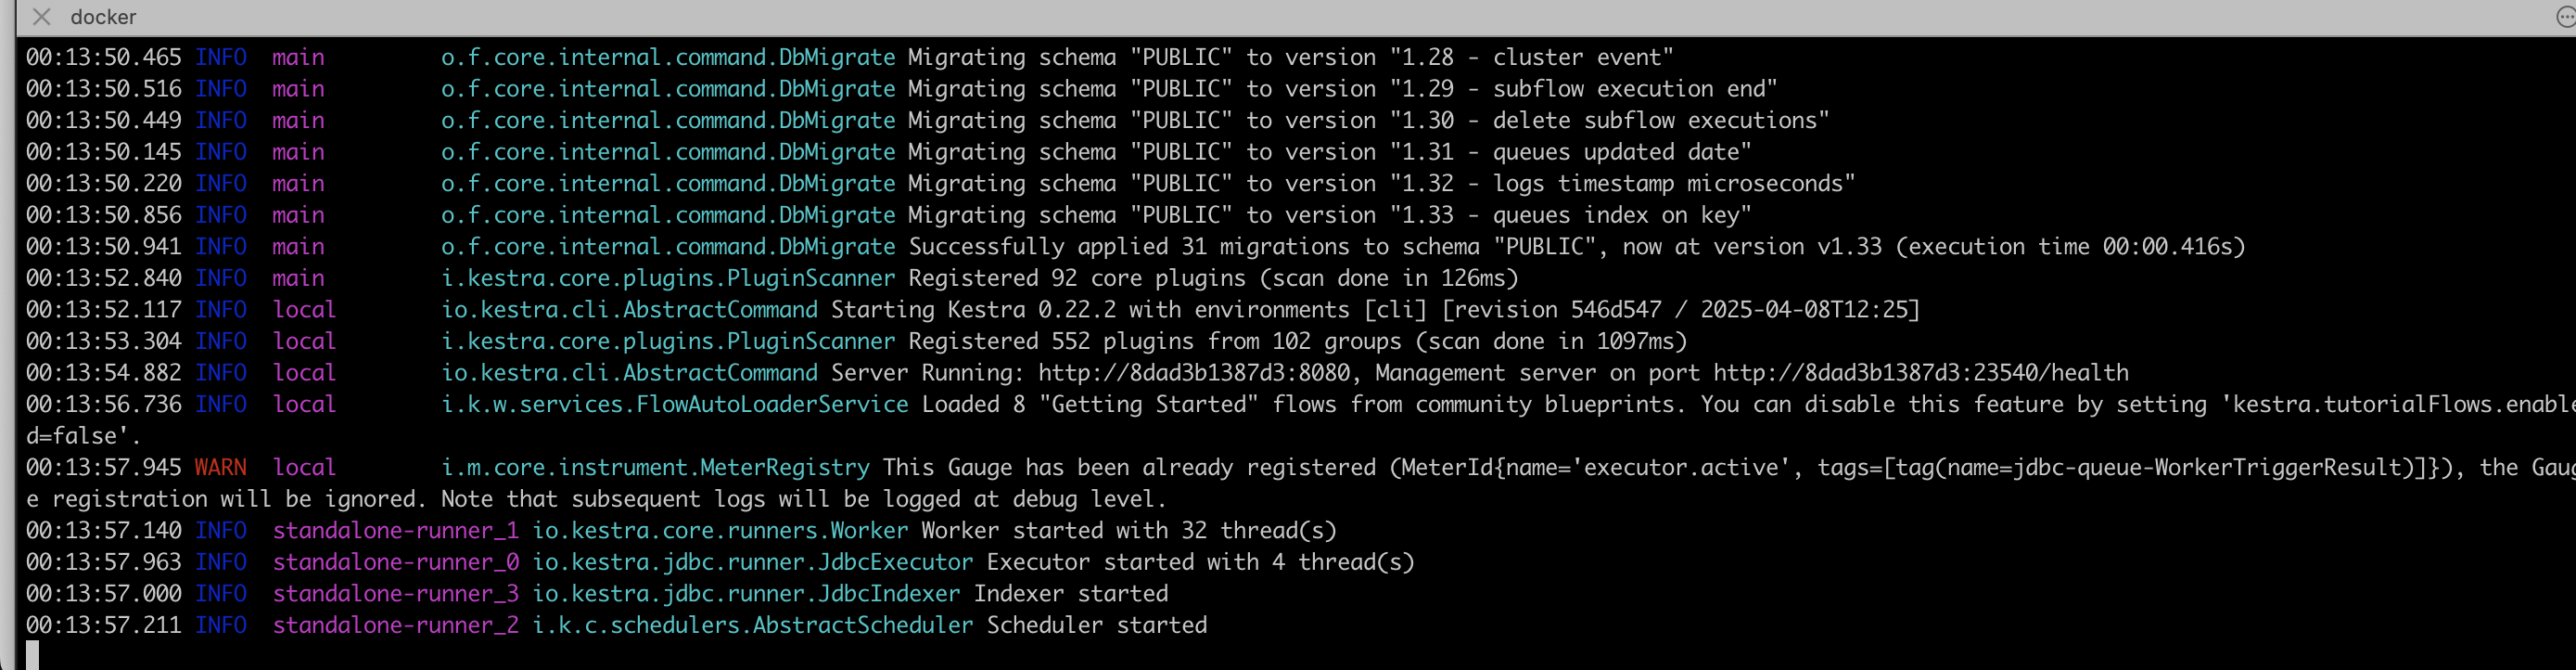 docker
00:13:50.465 INFO  main         o.f.core.internal.command.DbMigrate Migrating schema "PUBLIC" to version "1.28 - cluster event"
00:13:50.516 INFO  main         o.f.core.internal.command.DbMigrate Migrating schema "PUBLIC" to version "1.29 - subflow execution end"
00:13:50.449 INFO  main         o.f.core.internal.command.DbMigrate Migrating schema "PUBLIC" to version "1.30 - delete subflow executions"
00:13:50.145 INFO  main         o.f.core.internal.command.DbMigrate Migrating schema "PUBLIC" to version "1.31 - queues updated date"
00:13:50.220 INFO  main         o.f.core.internal.command.DbMigrate Migrating schema "PUBLIC" to version "1.32 - logs timestamp microseconds"
00:13:50.856 INFO  main         o.f.core.internal.command.DbMigrate Migrating schema "PUBLIC" to version "1.33 - queues index on key"
00:13:50.941 INFO  main         o.f.core.internal.command.DbMigrate Successfully applied 31 migrations to schema "PUBLIC", now at version v1.33 (execution time 00:00.416s)
00:13:52.840 INFO  main         i.kestra.core.plugins.PluginScanner Registered 92 core plugins (scan done in 126ms)
00:13:52.117 INFO  local        io.kestra.cli.AbstractCommand Starting Kestra 0.22.2 with environments [cli] [revision 546d547 / 2025-04-08T12:25]
00:13:53.304 INFO  local        i.kestra.core.plugins.PluginScanner Registered 552 plugins from 102 groups (scan done in 1097ms)
00:13:54.882 INFO  local        io.kestra.cli.AbstractCommand Server Running: http://8dad3b1387d3:8080, Management server on port http://8dad3b1387d3:23540/health
00:13:56.736 INFO  local        i.k.w.services.FlowAutoLoaderService Loaded 8 "Getting Started" flows from community blueprints. You can disable this feature by setting 'kestra.tutorialFlows.enable
d=false'.
00:13:57.945 WARN  local        i.m.core.instrument.MeterRegistry This Gauge has been already registered (MeterId{name='executor.active', tags=[tag(name=jdbc-queue-WorkerTriggerResult)]}), the Gaug
e registration will be ignored. Note that subsequent logs will be logged at debug level.
00:13:57.140 INFO  standalone-runner_1 io.kestra.core.runners.Worker Worker started with 32 thread(s)
00:13:57.963 INFO  standalone-runner_0 io.kestra.jdbc.runner.JdbcExecutor Executor started with 4 thread(s)
00:13:57.000 INFO  standalone-runner_3 io.kestra.jdbc.runner.JdbcIndexer Indexer started
00:13:57.211 INFO  standalone-runner_2 i.k.c.schedulers.AbstractScheduler Scheduler started